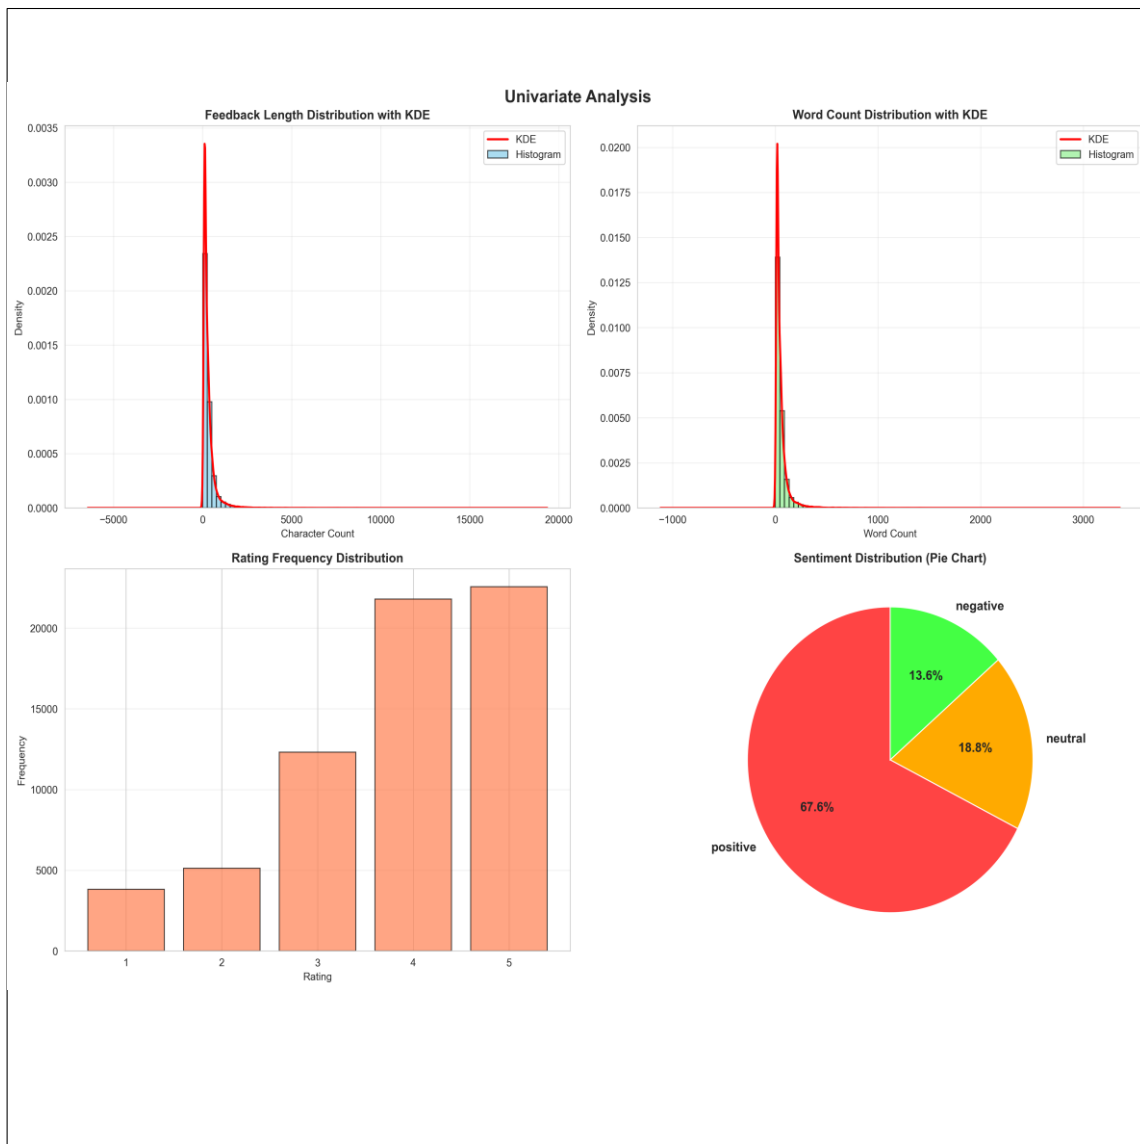 Univariate Analysis
Feedback Length Distribution with KDE
KDE
Histogram
0.0035
0.0030
0.0025
0.0020
0.0015
0.0010
0.0005
0.0000
Density
−5000 0 5000 10000 15000 20000
Character Count
Word Count Distribution with KDE
KDE
Histogram
0.0200
0.0175
0.0150
0.0125
0.0100
0.0075
0.0050
0.0025
0.0000
Density
−1000 0 1000 2000 3000
Word Count
Rating Frequency Distribution
20000
15000
10000
5000
0
Frequency
1 2 3 4 5
Rating
Sentiment Distribution (Pie Chart)
negative
13.6%
neutral
18.8%
67.6%
positive